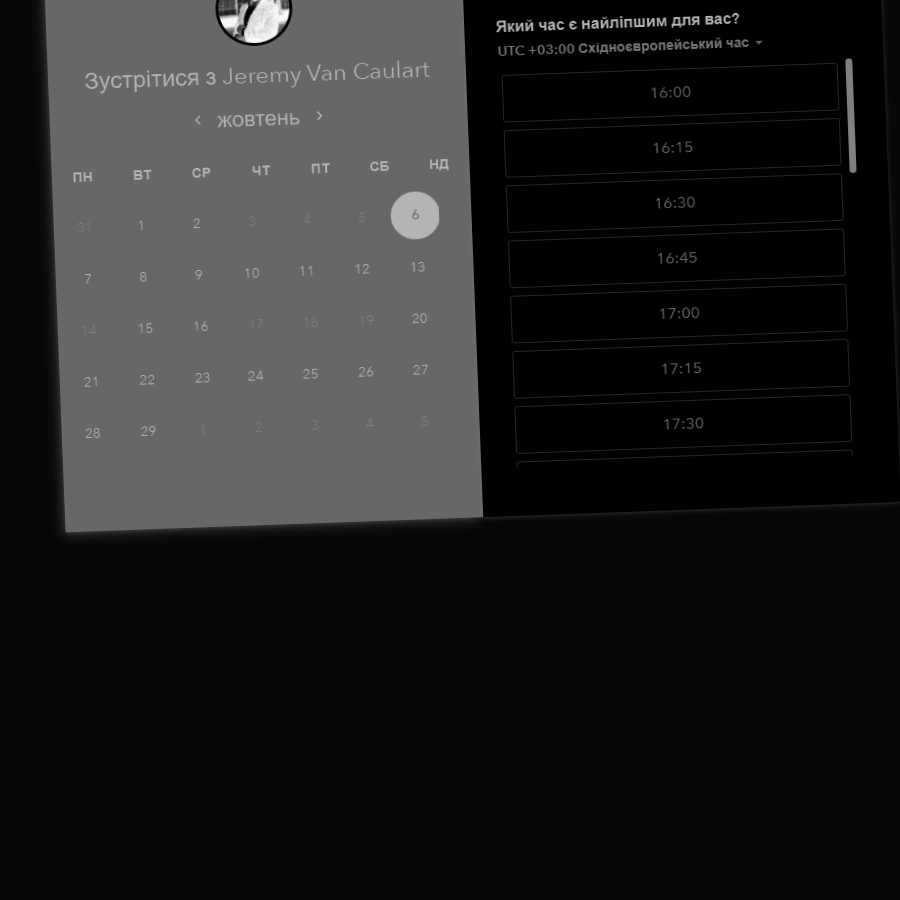 Зустрітися з Jeremy Van Caulart
жовтень
ПН ВТ СР ЧТ ПТ СБ НД
31 1 2 3 4 5 6
7 8 9 10 11 12 13
14 15 16 17 18 19 20
21 22 23 24 25 26 27
28 29 1 2 3 4 5
Який час є найліпшим для вас?
UTC +03:00 Східноєвропейський час
16:00
16:15
16:30
16:45
17:00
17:15
17:30